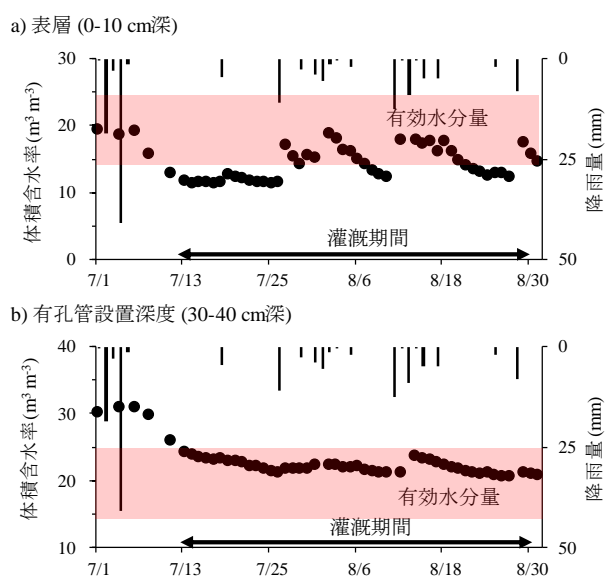 a) 表層 (0-10 cm深)
体積含水率(m³ m⁻³)
30
20
10
0
有効水分量
灌漑期間
0
25
50
降雨量 (mm)
7/1 7/13 7/25 8/6 8/18 8/30
b) 有孔管設置深度 (30-40 cm深)
体積含水率(m³ m⁻³)
40
30
20
10
有効水分量
灌漑期間
0
25
50
降雨量 (mm)
7/1 7/13 7/25 8/6 8/18 8/30